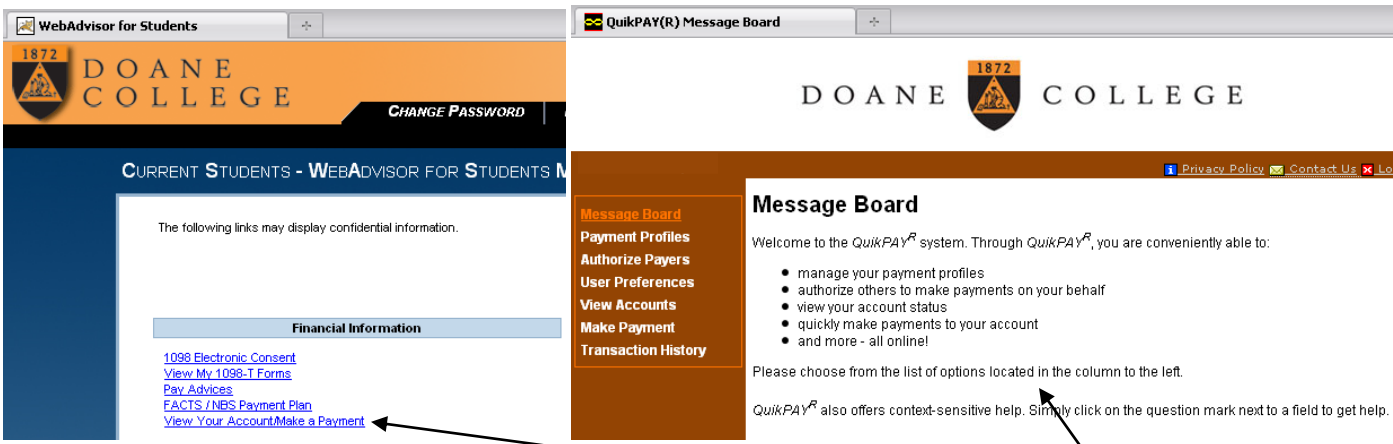 WebAdvisor for Students
1872
DOANE
COLLEGE
CHANGE PASSWORD
CURRENT STUDENTS - WEBADVISOR FOR STUDENTS
The following links may display confidential information.
Financial Information
1098 Electronic Consent
View My 1098-T Forms
Pay Advices
FACTS / NBS Payment Plan
View Your Account/Make a Payment
QuikPAY(R) Message Board
DOANE 1872 COLLEGE
Privacy Policy Contact Us Lo
Message Board
Payment Profiles
Authorize Payers
User Preferences
View Accounts
Make Payment
Transaction History
Message Board
Welcome to the QuikPAYR system. Through QuikPAYR, you are conveniently able to:
• manage your payment profiles
• authorize others to make payments on your behalf
• view your account status
• quickly make payments to your account
• and more - all online!
Please choose from the list of options located in the column to the left.
QuikPAYR also offers context-sensitive help. Simply click on the question mark next to a field to get help.